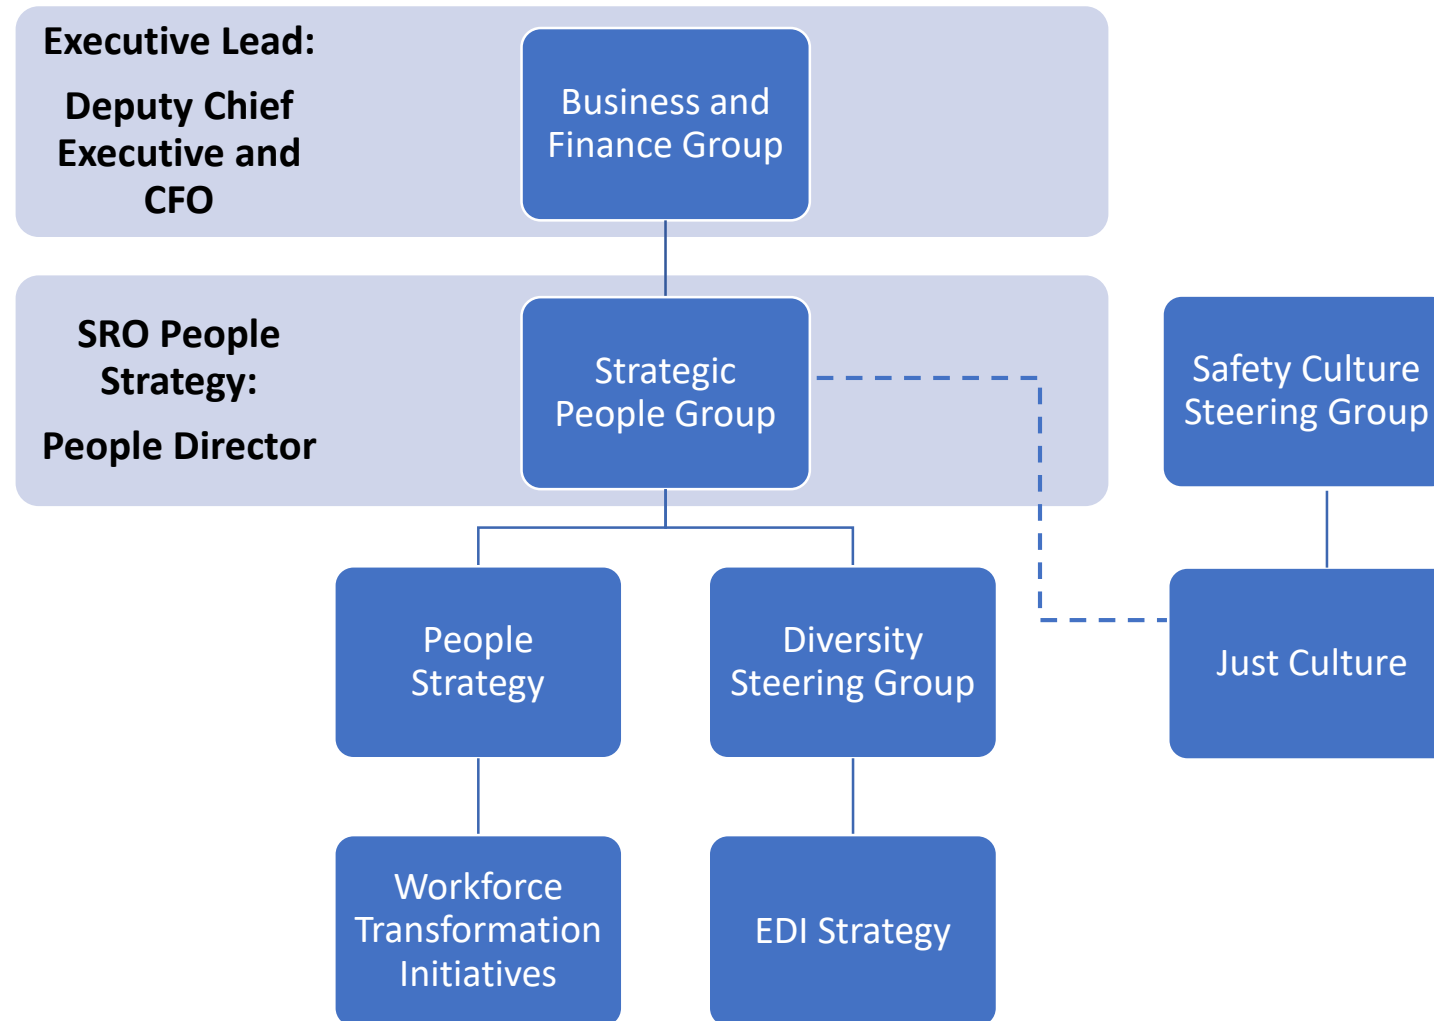 Executive Lead:
Deputy Chief
Executive and
CFO
Business and
Finance Group
SRO People
Strategy:
People Director
Strategic
People Group
Safety Culture
Steering Group
People
Strategy
Diversity
Steering Group
Just Culture
Workforce
Transformation
Initiatives
EDI Strategy